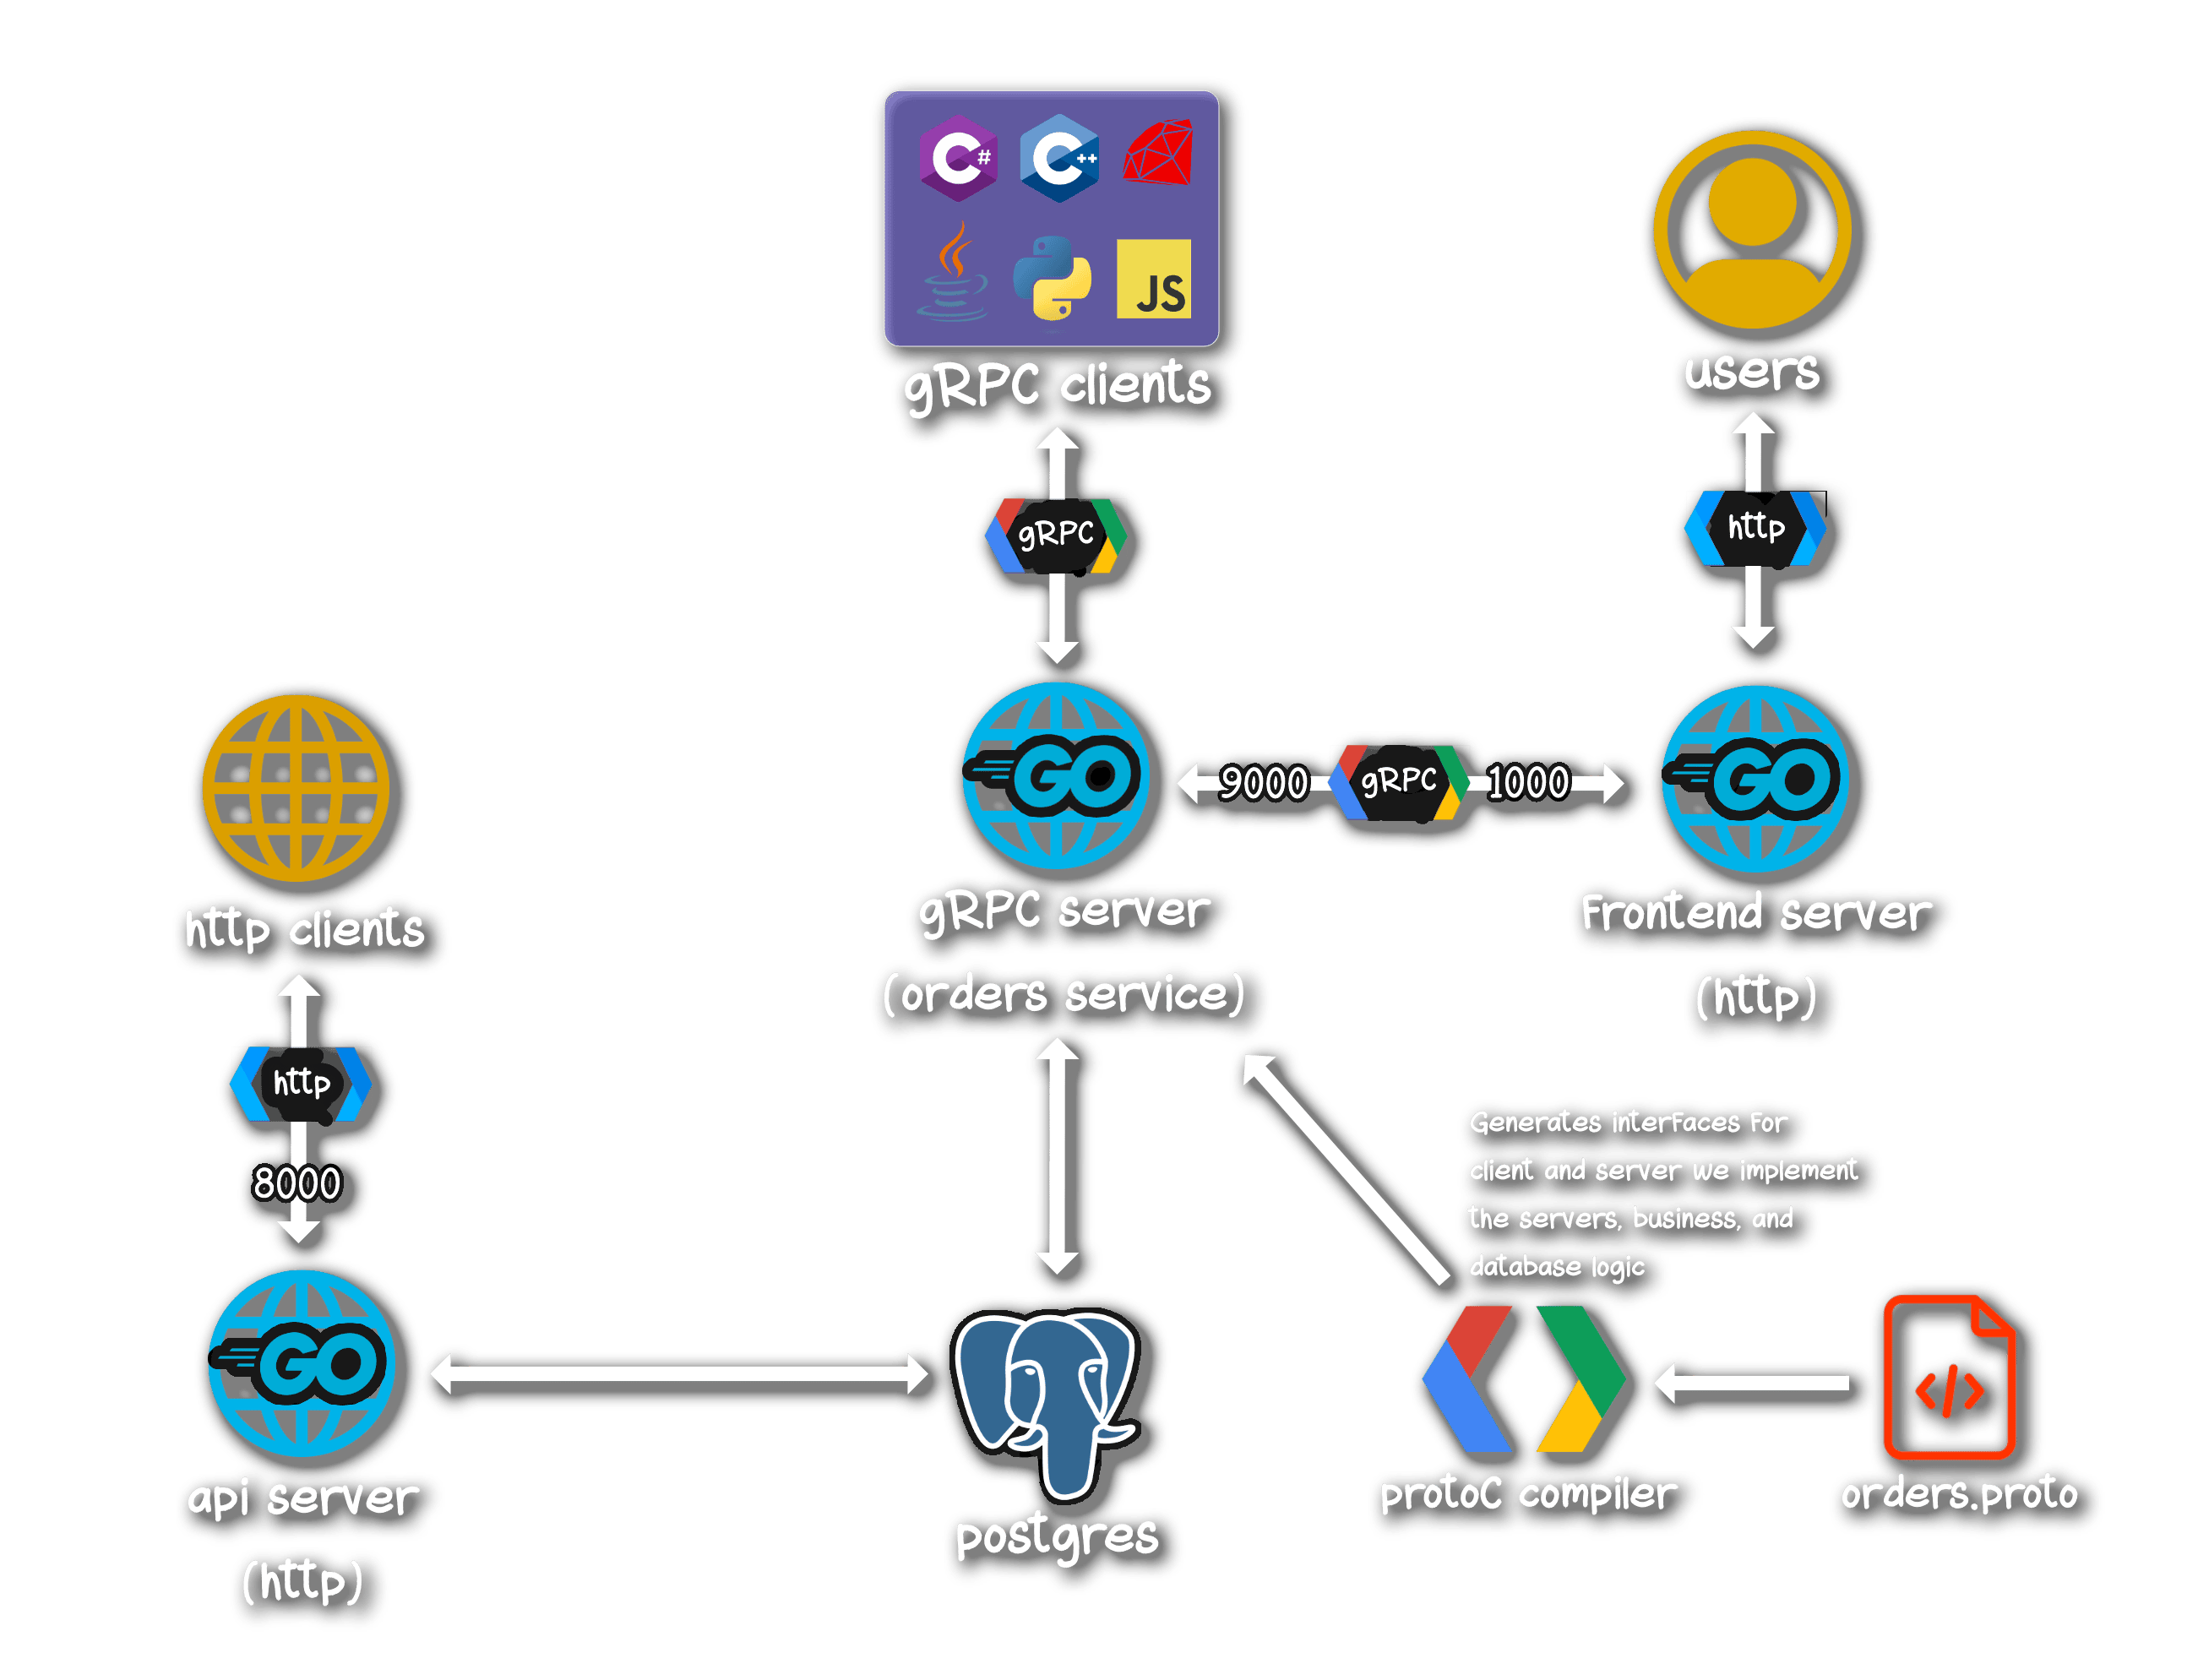 C #
C ++
JS
gRPC clients
users
gRPC
http
GO
9000
gRPC
1000
GO
gRPC server
(orders service)
Frontend server
(http)
http clients
http
8000
GO
api server
(http)
postgres
Generates interfaces for
client and server we implement
the servers, business, and
database logic
</>
protoC compiler
orders.proto